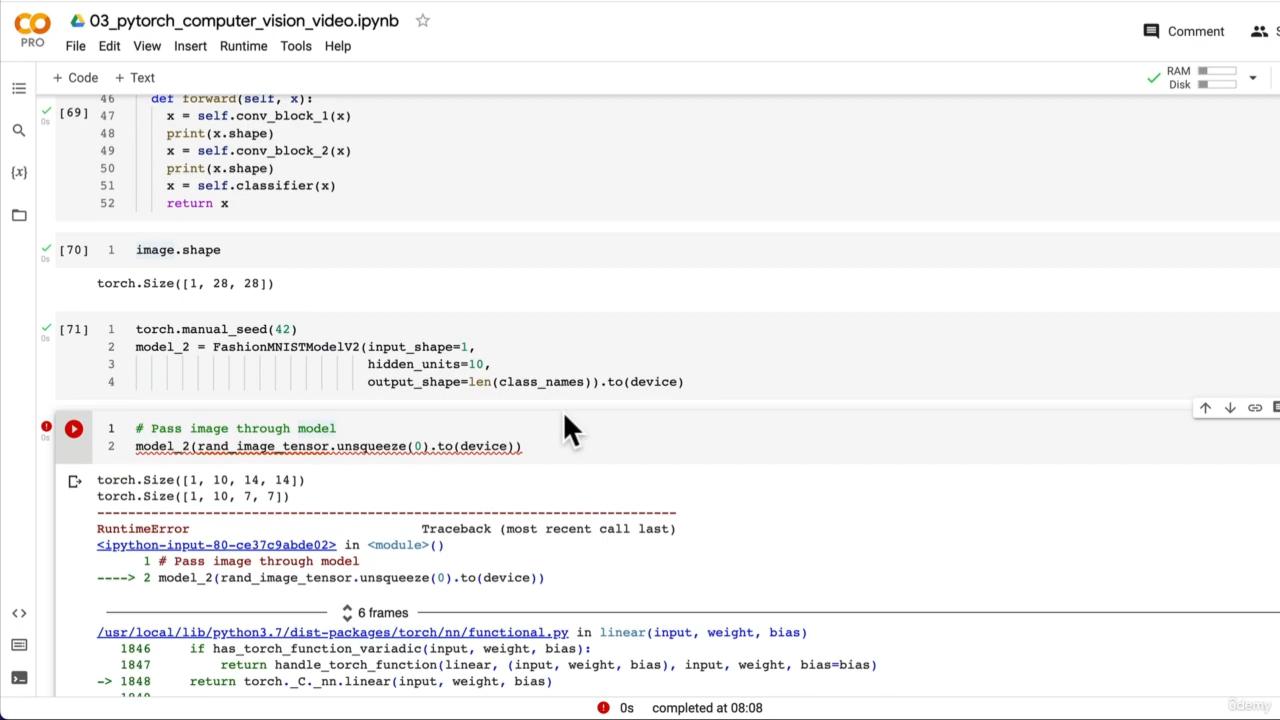 CO
PRO
03_pytorch_computer_vision_video.ipynb
File Edit View Insert Runtime Tools Help
Comment
S
+ Code + Text
RAM
Disk
[69]
0s
46 def forward(self, x):
47 x = self.conv_block_1(x)
48 print(x.shape)
49 x = self.conv_block_2(x)
50 print(x.shape)
51 x = self.classifier(x)
52 return x
[70] 1 image.shape
0s
torch.Size([1, 28, 28])
[71] 1 torch.manual_seed(42)
0s
2 model_2 = FashionMNISTModelV2(input_shape=1,
3 hidden_units=10,
4 output_shape=len(class_names)).to(device)
1 # Pass image through model
0s
2 model_2(rand_image_tensor.unsqueeze(0).to(device))
torch.Size([1, 10, 14, 14])
torch.Size([1, 10, 7, 7])
---------------------------------------------------------------------------
RuntimeError Traceback (most recent call last)
<ipython-input-80-ce37c9abde02> in <module>()
1 # Pass image through model
----> 2 model_2(rand_image_tensor.unsqueeze(0).to(device))
6 frames
/usr/local/lib/python3.7/dist-packages/torch/nn/functional.py in linear(input, weight, bias)
1846 if has_torch_function_variadic(input, weight, bias):
1847 return handle_torch_function(linear, (input, weight, bias), input, weight, bias=bias)
-> 1848 return torch._C._nn.linear(input, weight, bias)
0s completed at 08:08
ûdemy